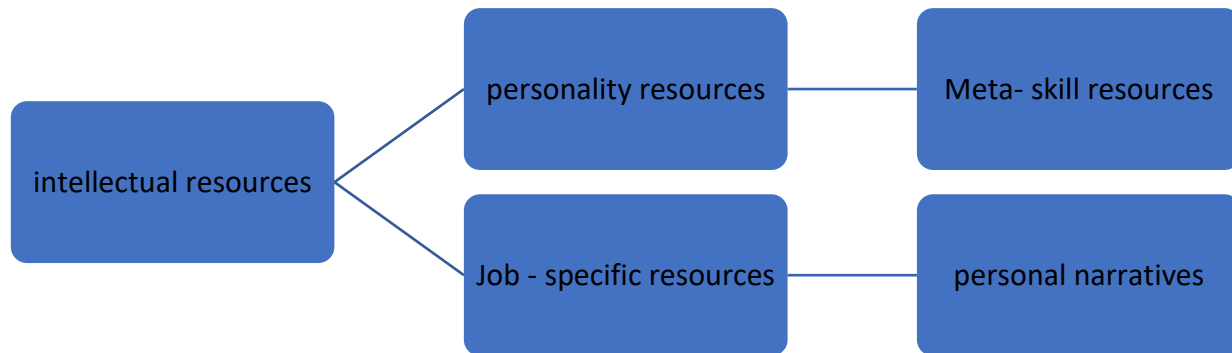 personality resources
Meta- skill resources
intellectual resources
Job - specific resources
personal narratives